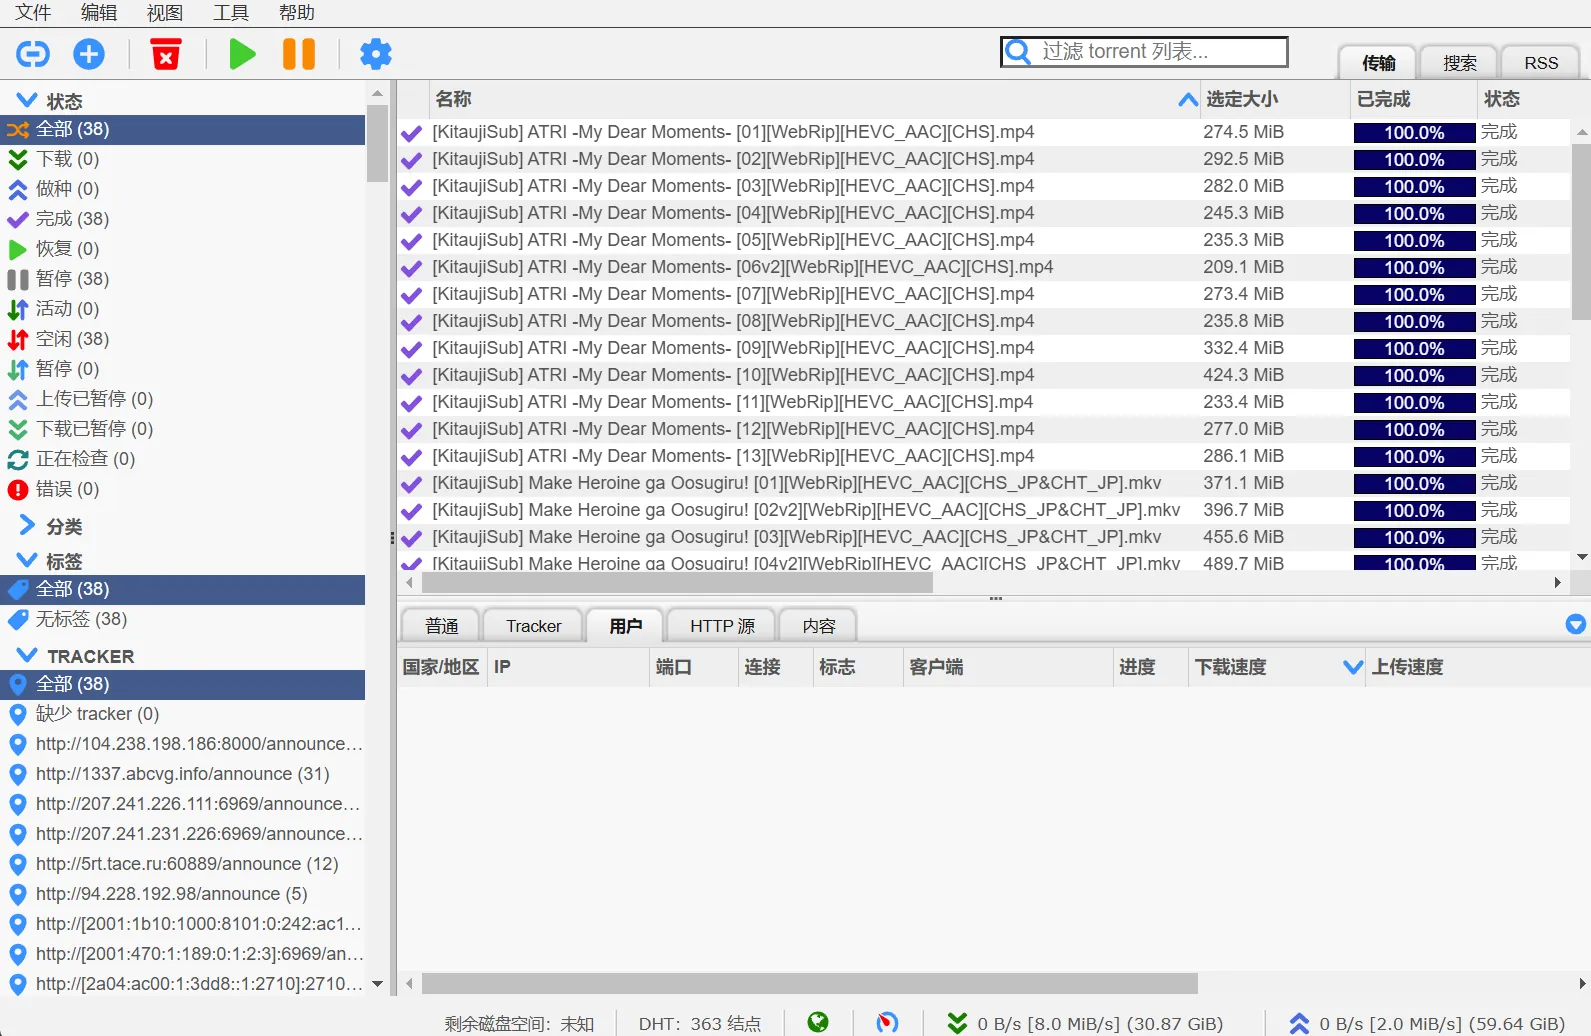 文件 编辑 视图 工具 帮助
过滤 torrent 列表...
传输 搜索 RSS
状态
全部 (38)
下载 (0)
做种 (0)
完成 (38)
恢复 (0)
暂停 (38)
活动 (0)
空闲 (38)
暂停 (0)
上传已暂停 (0)
下载已暂停 (0)
正在检查 (0)
错误 (0)
分类
标签
全部 (38)
无标签 (38)
TRACKER
全部 (38)
缺少 tracker (0)
http://104.238.198.186:8000/announce…
http://1337.abcvg.info/announce (31)
http://207.241.226.111:6969/announce…
http://207.241.231.226:6969/announce…
http://5rt.tace.ru:60889/announce (12)
http://94.228.192.98/announce (5)
http://[2001:1b10:1000:8101:0:242:ac1…
http://[2001:470:1:189:0:1:2:3]:6969/an…
http://[2a04:ac00:1:3dd8::1:2710]:2710…
名称 选定大小 已完成 状态
[KitaujiSub] ATRI -My Dear Moments- [01][WebRip][HEVC_AAC][CHS].mp4 274.5 MiB 100.0% 完成
[KitaujiSub] ATRI -My Dear Moments- [02][WebRip][HEVC_AAC][CHS].mp4 292.5 MiB 100.0% 完成
[KitaujiSub] ATRI -My Dear Moments- [03][WebRip][HEVC_AAC][CHS].mp4 282.0 MiB 100.0% 完成
[KitaujiSub] ATRI -My Dear Moments- [04][WebRip][HEVC_AAC][CHS].mp4 245.3 MiB 100.0% 完成
[KitaujiSub] ATRI -My Dear Moments- [05][WebRip][HEVC_AAC][CHS].mp4 235.3 MiB 100.0% 完成
[KitaujiSub] ATRI -My Dear Moments- [06v2][WebRip][HEVC_AAC][CHS].mp4 209.1 MiB 100.0% 完成
[KitaujiSub] ATRI -My Dear Moments- [07][WebRip][HEVC_AAC][CHS].mp4 273.4 MiB 100.0% 完成
[KitaujiSub] ATRI -My Dear Moments- [08][WebRip][HEVC_AAC][CHS].mp4 235.8 MiB 100.0% 完成
[KitaujiSub] ATRI -My Dear Moments- [09][WebRip][HEVC_AAC][CHS].mp4 332.4 MiB 100.0% 完成
[KitaujiSub] ATRI -My Dear Moments- [10][WebRip][HEVC_AAC][CHS].mp4 424.3 MiB 100.0% 完成
[KitaujiSub] ATRI -My Dear Moments- [11][WebRip][HEVC_AAC][CHS].mp4 233.4 MiB 100.0% 完成
[KitaujiSub] ATRI -My Dear Moments- [12][WebRip][HEVC_AAC][CHS].mp4 277.0 MiB 100.0% 完成
[KitaujiSub] ATRI -My Dear Moments- [13][WebRip][HEVC_AAC][CHS].mp4 286.1 MiB 100.0% 完成
[KitaujiSub] Make Heroine ga Oosugiru! [01][WebRip][HEVC_AAC][CHS_JP&CHT_JP].mkv 371.1 MiB 100.0% 完成
[KitaujiSub] Make Heroine ga Oosugiru! [02v2][WebRip][HEVC_AAC][CHS_JP&CHT_JP].mkv 396.7 MiB 100.0% 完成
[KitaujiSub] Make Heroine ga Oosugiru! [03][WebRip][HEVC_AAC][CHS_JP&CHT_JP].mkv 455.6 MiB 100.0% 完成
[KitaujiSub] Make Heroine ga Oosugiru! [04v2][WebRip][HEVC_AAC][CHS_JP&CHT_JP].mkv 489.7 MiB 100.0% 完成
普通 Tracker 用户 HTTP 源 内容
国家/地区 IP 端口 连接 标志 客户端 进度 下载速度 上传速度
剩余磁盘空间：未知 DHT：363 结点 0 B/s [8.0 MiB/s] (30.87 GiB) 0 B/s [2.0 MiB/s] (59.64 GiB)